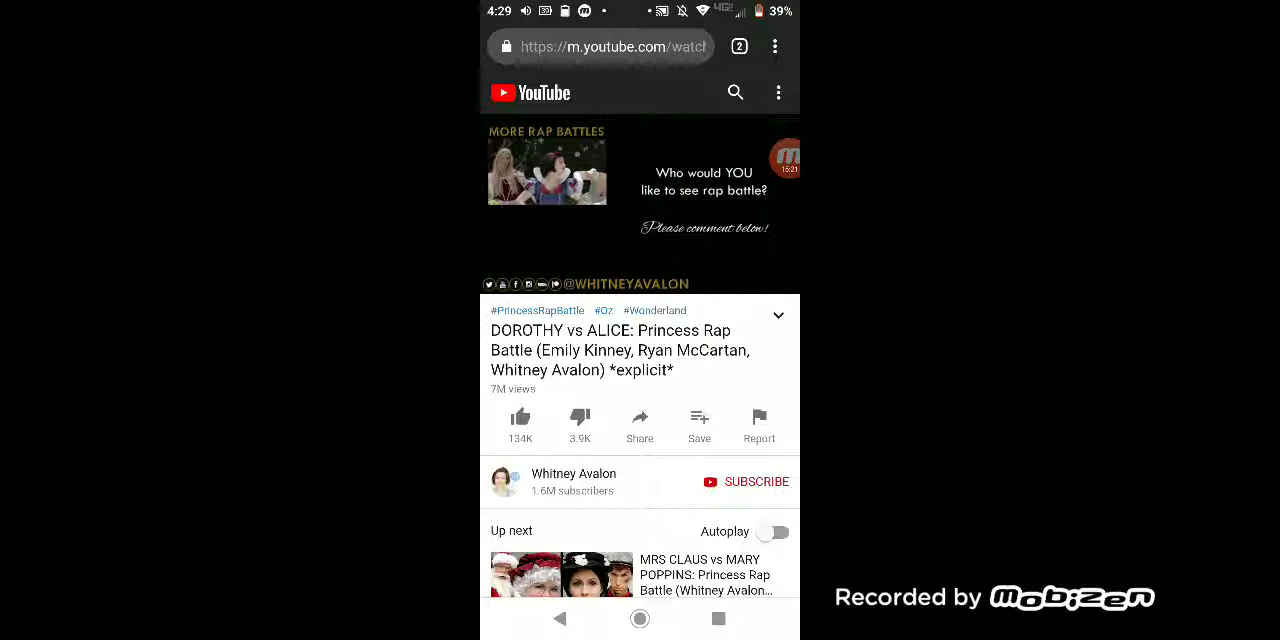 4:29
39%
https://m.youtube.com/watch
2
YouTube
MORE RAP BATTLES
15:21
Who would YOU
like to see rap battle?
Please comment below!
@WHITNEYAVALON
#PrincessRapBattle #Oz #Wonderland
DOROTHY vs ALICE: Princess Rap
Battle (Emily Kinney, Ryan McCartan,
Whitney Avalon) *explicit*
7M views
134K
3.9K
Share
Save
Report
Whitney Avalon
1.6M subscribers
SUBSCRIBE
Up next
Autoplay
MRS CLAUS vs MARY
POPPINS: Princess Rap
Battle (Whitney Avalon...
Recorded by mobizen